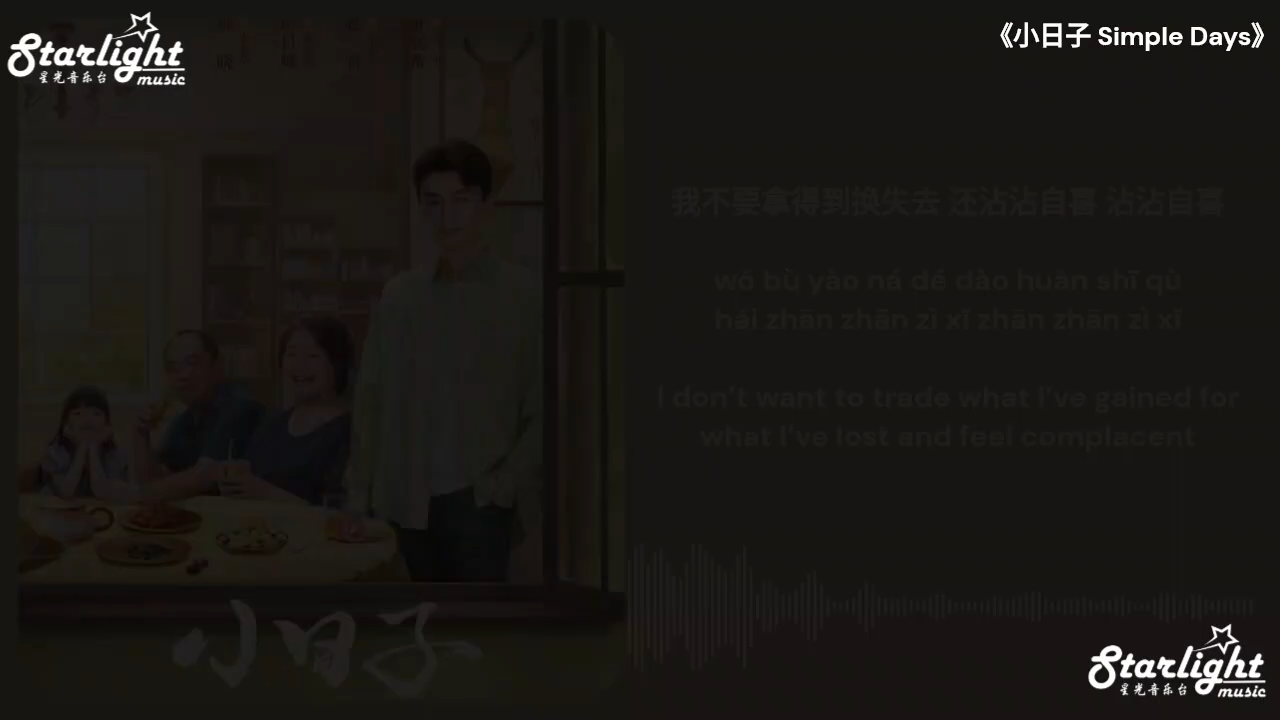 Starlight
星光音乐台 music
《小日子 Simple Days》
我不要拿得到换失去 还沾沾自喜 沾沾自喜
wǒ bù yào ná dé dào huàn shī qù
hái zhān zhān zì xǐ zhān zhān zì xǐ
I don't want to trade what I've gained for
what I've lost and feel complacent
小日子
Starlight
星光音乐台 music